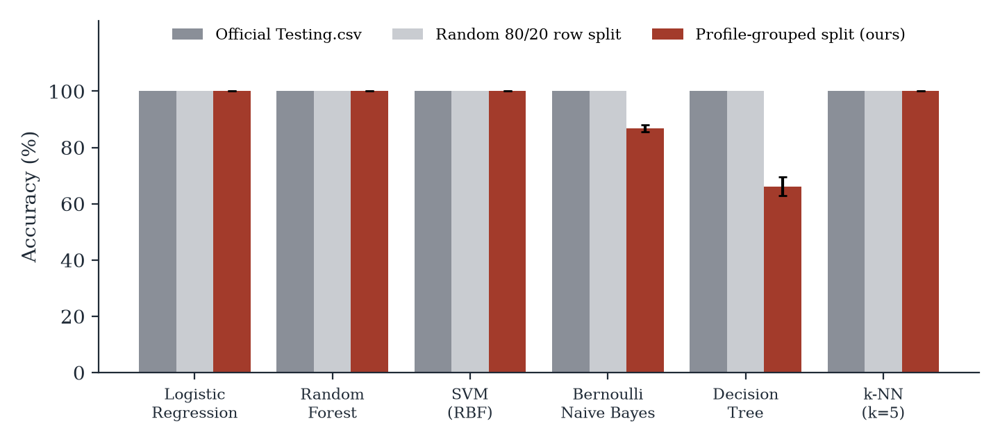 Official Testing.csv
Random 80/20 row split
Profile-grouped split (ours)
Accuracy (%)
100
80
60
40
20
0
Logistic
Regression
Random
Forest
SVM
(RBF)
Bernoulli
Naive Bayes
Decision
Tree
k-NN
(k=5)